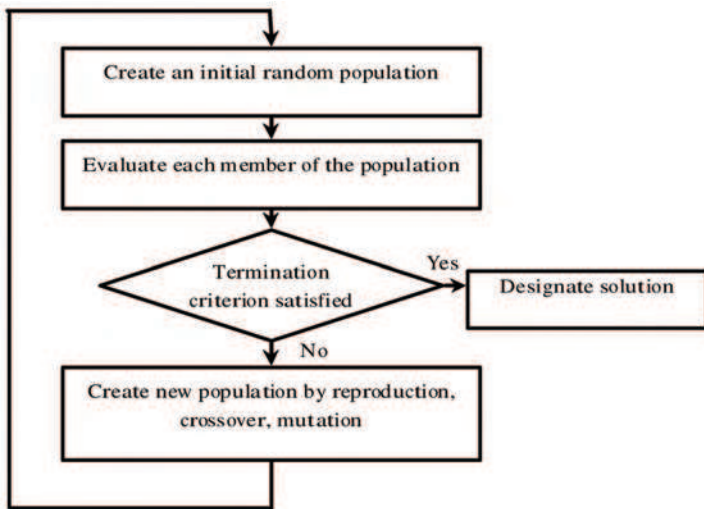 Create an initial random population
Evaluate each member of the population
Termination
criterion satisfied
Yes
Designate solution
No
Create new population by reproduction,
crossover, mutation